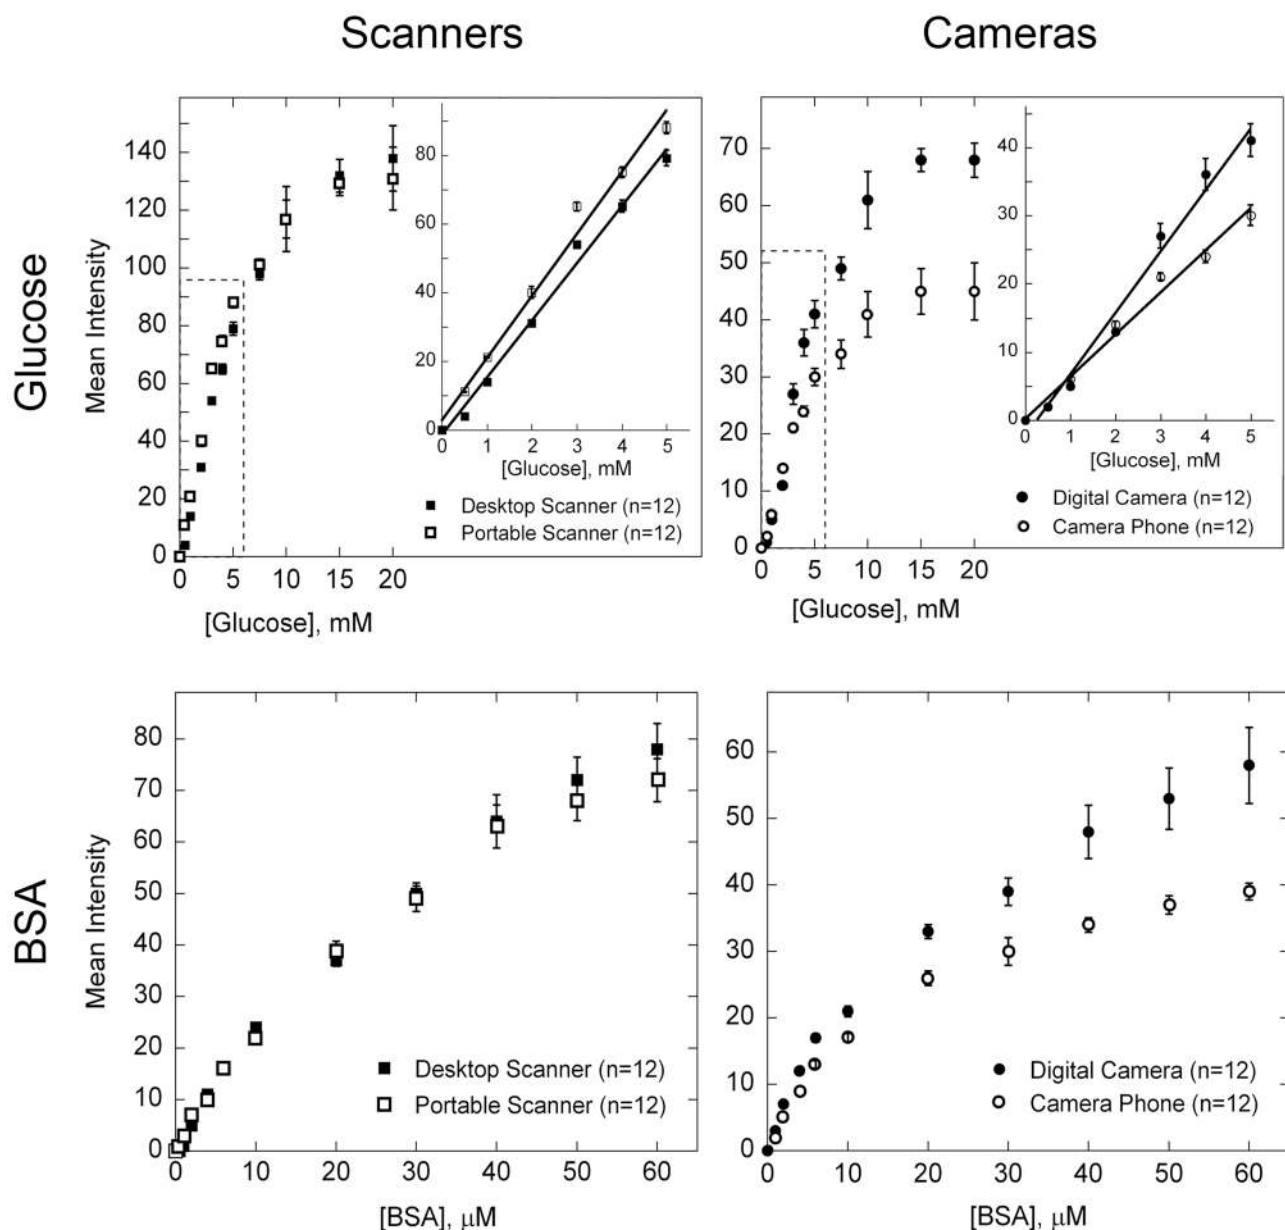 Scanners
Cameras
Glucose
Mean Intensity
140
120
100
80
60
40
20
0
0 5 10 15 20
[Glucose], mM
80
60
40
20
0
0 1 2 3 4 5
[Glucose], mM
Desktop Scanner (n=12)
Portable Scanner (n=12)
70
60
50
40
30
20
10
0
0 5 10 15 20
[Glucose], mM
40
30
20
10
0
0 1 2 3 4 5
[Glucose], mM
Digital Camera (n=12)
Camera Phone (n=12)
BSA
Mean Intensity
80
70
60
50
40
30
20
10
0
0 10 20 30 40 50 60
[BSA], μM
Desktop Scanner (n=12)
Portable Scanner (n=12)
60
50
40
30
20
10
0
0 10 20 30 40 50 60
[BSA], μM
Digital Camera (n=12)
Camera Phone (n=12)